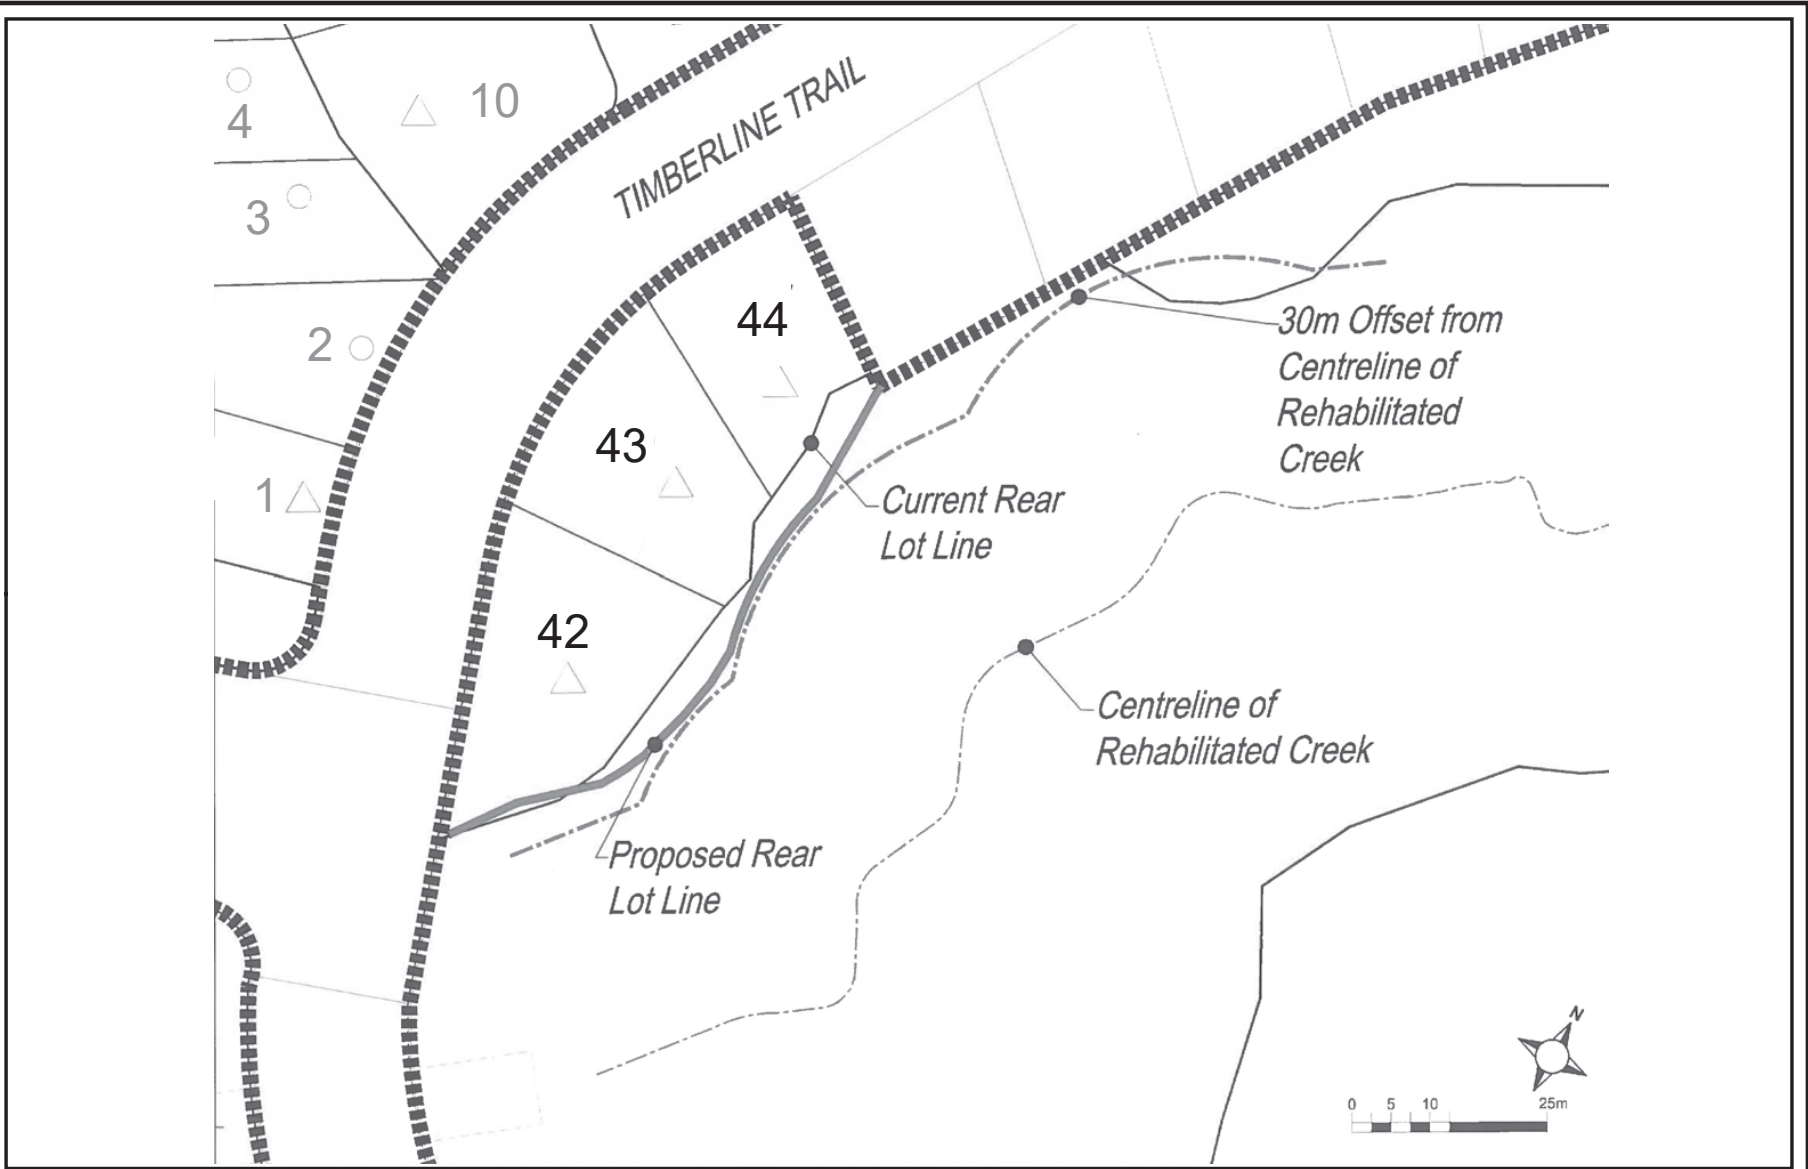 10
4
TIMBERLINE TRAIL
3
2
44
30m Offset from
Centreline of
Rehabilitated
Creek
43
1
Current Rear
Lot Line
42
Centreline of
Rehabilitated Creek
Proposed Rear
Lot Line
N
0 5 10 25m